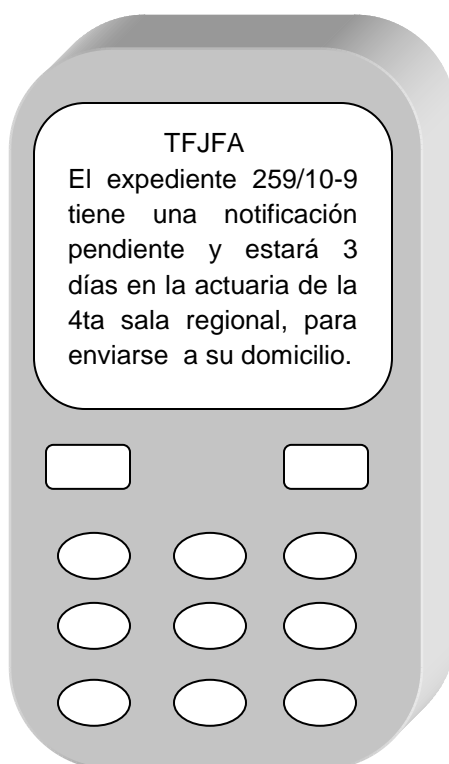 TFJFA
El expediente 259/10-9
tiene una notificación
pendiente y estará 3
días en la actuaria de la
4ta sala regional, para
enviarse a su domicilio.